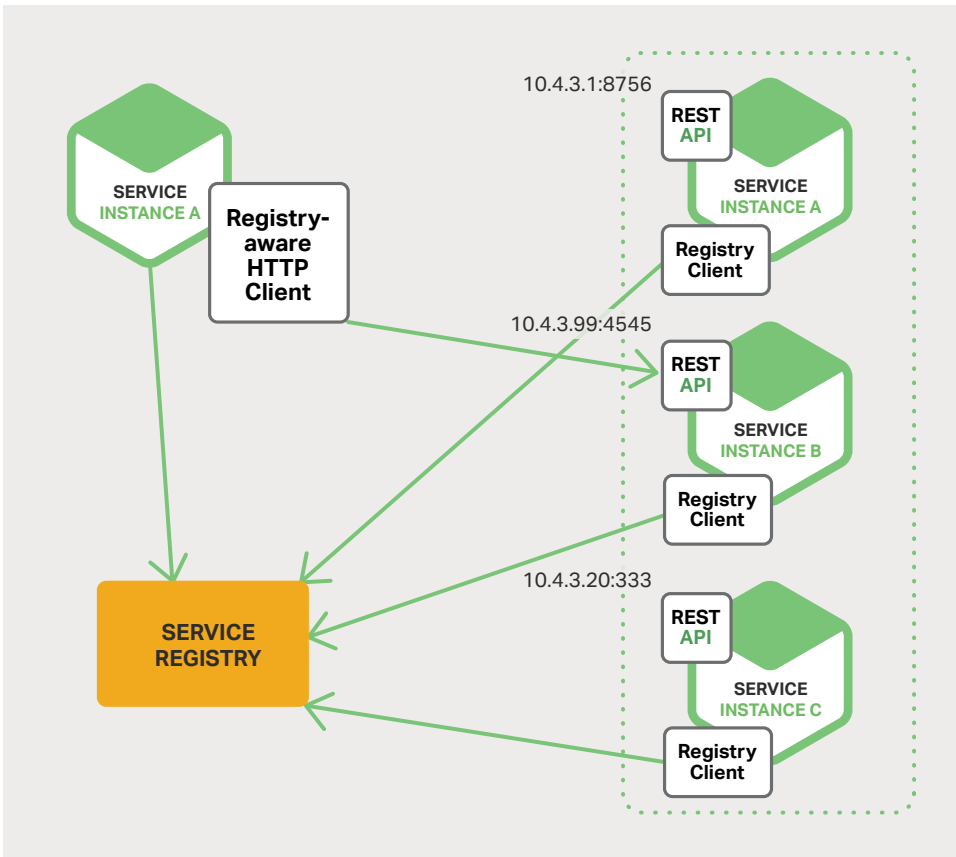 SERVICE
INSTANCE A
Registry-
aware
HTTP
Client
10.4.3.1:8756
REST
API
SERVICE
INSTANCE A
Registry
Client
10.4.3.99:4545
REST
API
SERVICE
INSTANCE B
Registry
Client
10.4.3.20:333
REST
API
SERVICE
INSTANCE C
Registry
Client
SERVICE
REGISTRY